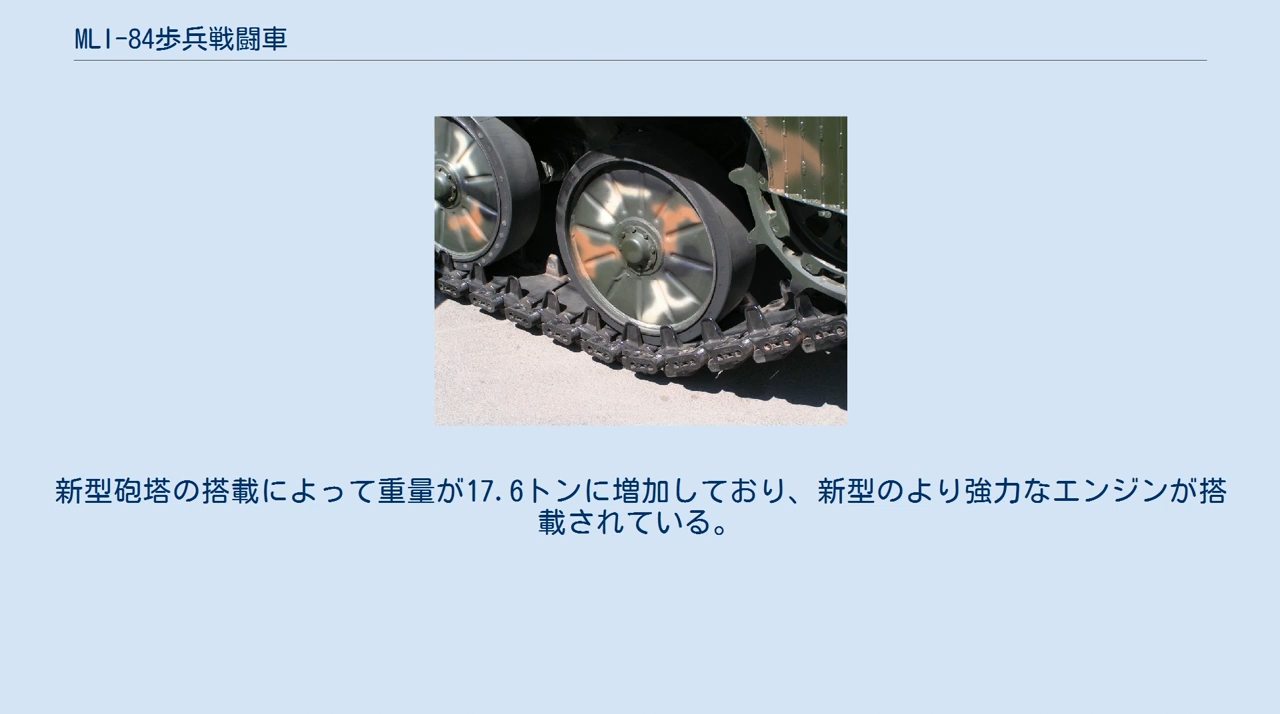 MLI-84歩兵戦闘車
新型砲塔の搭載によって重量が17.6トンに増加しており、新型のより強力なエンジンが搭
載されている。